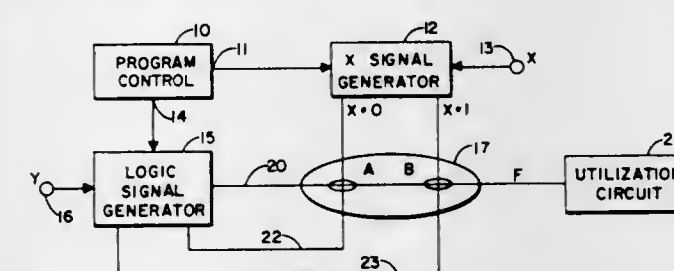 10
11
PROGRAM
CONTROL
14
12
X SIGNAL
GENERATOR
13
X
X=0
X=1
15
LOGIC
SIGNAL
GENERATOR
Y
16
20
A
B
17
F
UTILIZATION
CIRCUIT
22
23